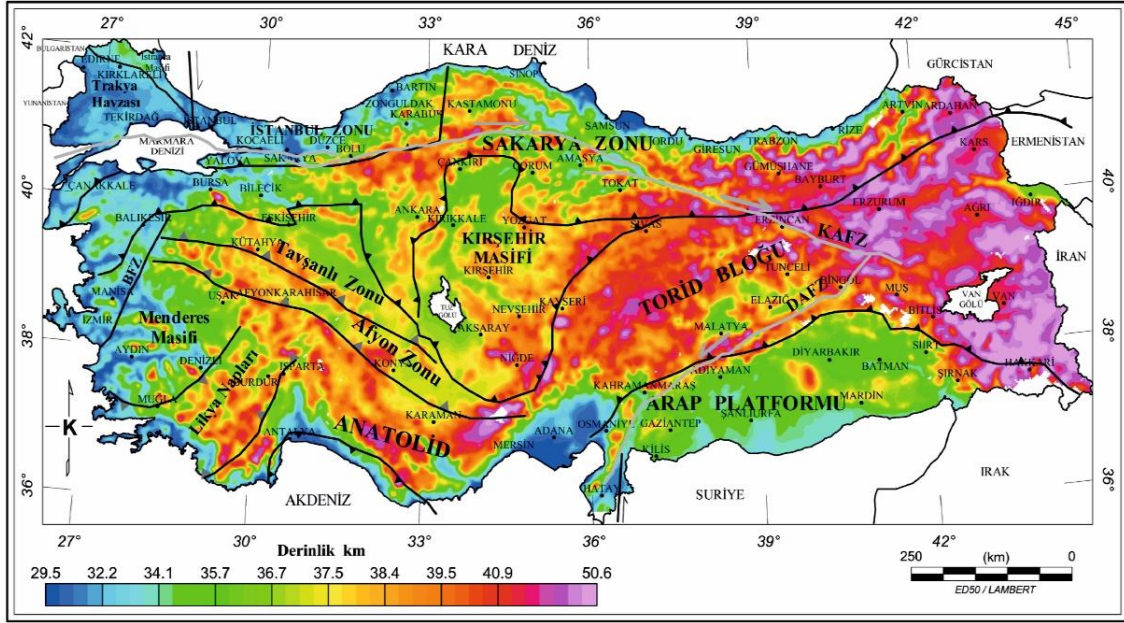 27° 30° 33° 36° 39° 42° 45°
42° 42°
BULGARİSTAN
KARA DENİZ
GÜRCİSTAN
EDİRNE
Istranca
Masifi
KIRKLARELİ
SİNOP
BARTIN
Trakya
Havzası
YUNANİSTAN
TEKİRDAĞ
İSTANBUL
ZONGULDAK
KASTAMONU
KARABÜK
SAMSUN
ARTVİN
ARDAHAN
RİZE
ERMENİSTAN
KOCAELİ
İSTANBUL ZONU
DÜZCE
MARMARA
DENİZİ
YALOVA
SAKARYA
BOLU
SAKARYA ZONU
ORDU
GİRESUN
TRABZON
KARS
ÇANKIRI
ÇORUM
AMASYA
GÜMÜŞHANE
BAYBURT
40° 40°
ÇANAKKALE
BURSA
BİLECİK
TOKAT
ERZURUM
AĞRI
IĞDIR
BALIKESİR
ESKİŞEHİR
ANKARA
KIRIKKALE
YOZGAT
SİVAS
ERZİNCAN
KAFZ
KÜTAHYA
Tavşanlı Zonu
KIRŞEHİR
MASİFİ
KIRŞEHİR
TORİD BLOĞU
TUNCELİ
BİNGÖL
İRAN
BFZ
MANİSA
UŞAK
AFYONKARAHİSAR
TUZ
GÖLÜ
NEVŞEHİR
KAYSERİ
ELAZIĞ
DAFZ
MUŞ
VAN
GÖLÜ
VAN
BİTLİS
İZMİR
Menderes
Masifi
Afyon Zonu
AKSARAY
MALATYA
38° 38°
AYDIN
DENİZLİ
ISPARTA
KONYA
NİĞDE
DİYARBAKIR
SİİRT
BATMAN
HAKKARİ
Likya Napları
BURDUR
ADIYAMAN
ŞIRNAK
MUĞLA
KAHRAMANMARAŞ
ARAP PLATFORMU
MARDİN
K
ANTALYA
ANATOLİD
KARAMAN
MERSİN
ADANA
OSMANİYE
GAZİANTEP
ŞANLIURFA
KİLİS
36° 36°
AKDENİZ
HATAY
SURİYE
IRAK
27° 30° 33° 36° 39° 42°
Derinlik km
29.5 32.2 34.1 35.7 36.7 37.5 38.4 39.5 40.9 50.6
250 (km) 0
ED50 / LAMBERT